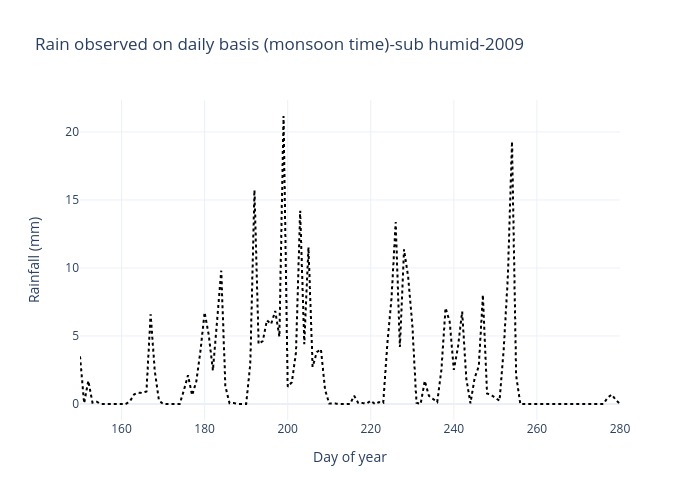 Rain observed on daily basis (monsoon time)-sub humid-2009
Rainfall (mm)
20
15
10
5
0
160 180 200 220 240 260 280
Day of year